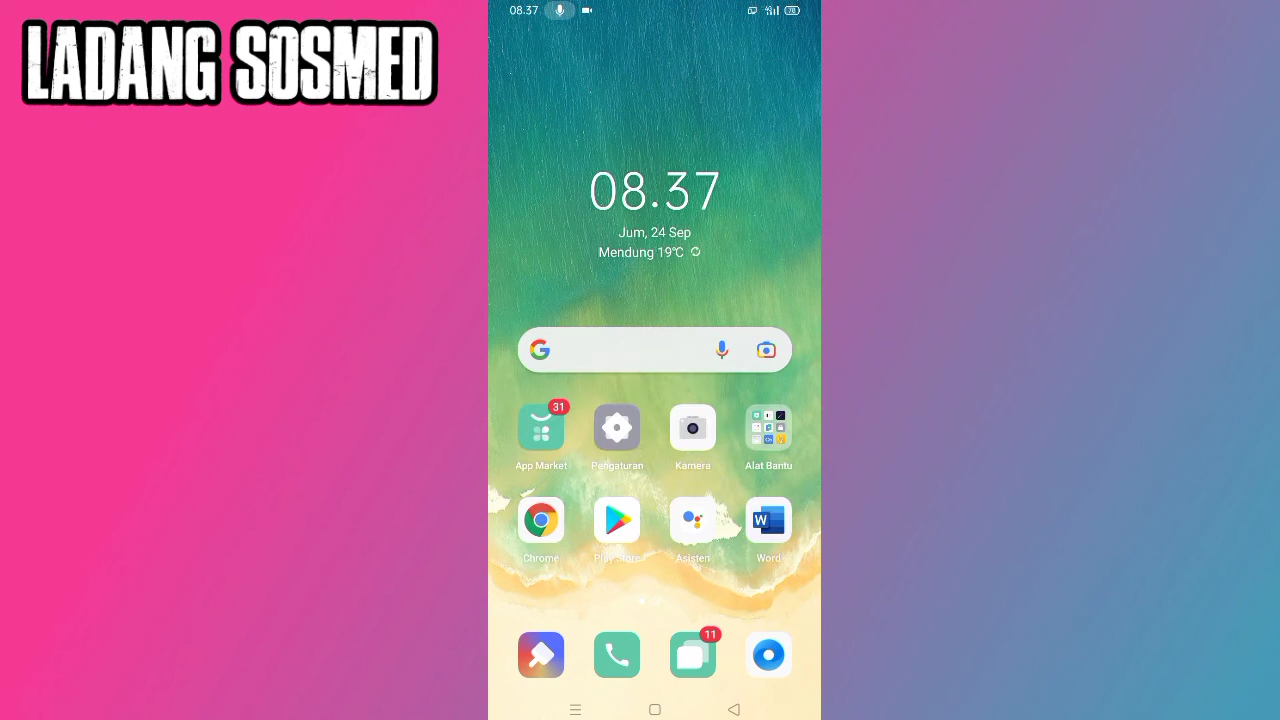 LADANG SOSMED
08.37
78
08.37
Jum, 24 Sep
Mendung 19°C
31
App Market
Pengaturan
Kamera
Alat Bantu
W
Chrome
Play Store
Asisten
Word
11